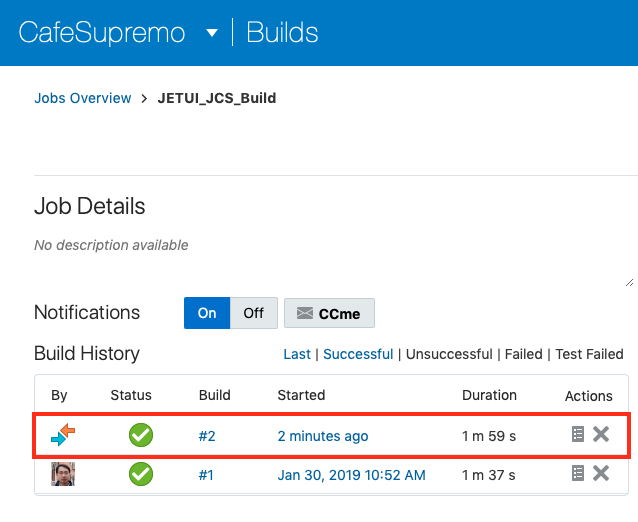 CafeSupremo | Builds
Jobs Overview > JETUI_JCS_Build
Job Details
No description available
Notifications On Off CCme
Build History Last | Successful | Unsuccessful | Failed | Test Failed
By Status Build Started Duration Actions
#2 2 minutes ago 1 m 59 s
#1 Jan 30, 2019 10:52 AM 1 m 37 s